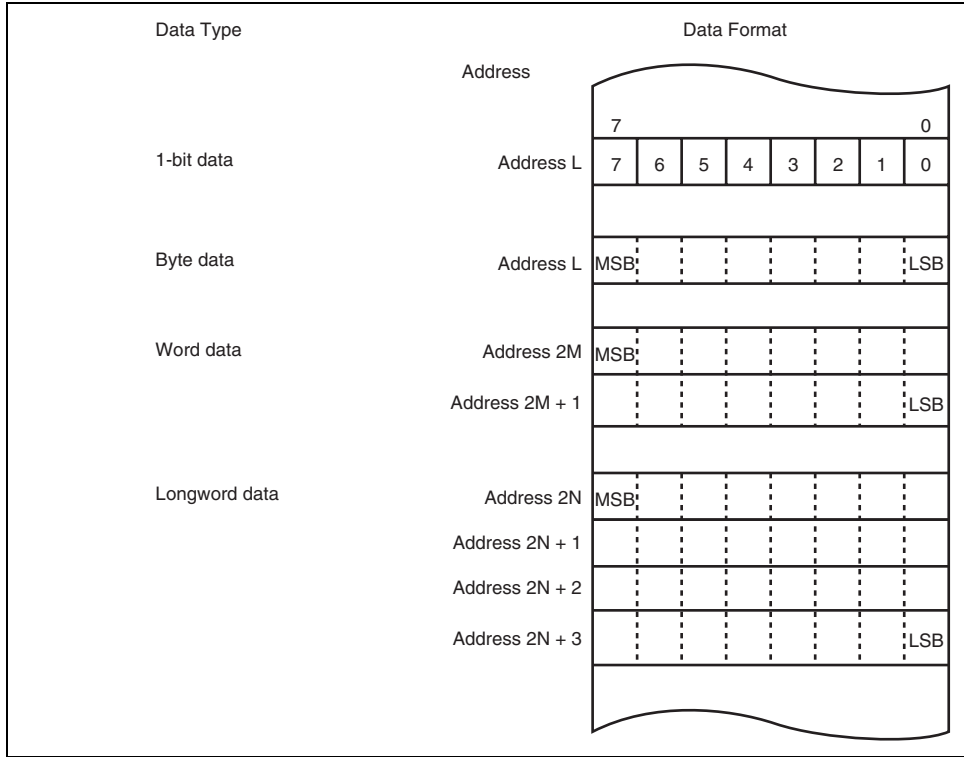 Data Type Data Format
Address
7 0
1-bit data Address L 7 6 5 4 3 2 1 0
Byte data Address L MSB LSB
Word data Address 2M MSB
Address 2M + 1 LSB
Longword data Address 2N MSB
Address 2N + 1
Address 2N + 2
Address 2N + 3 LSB